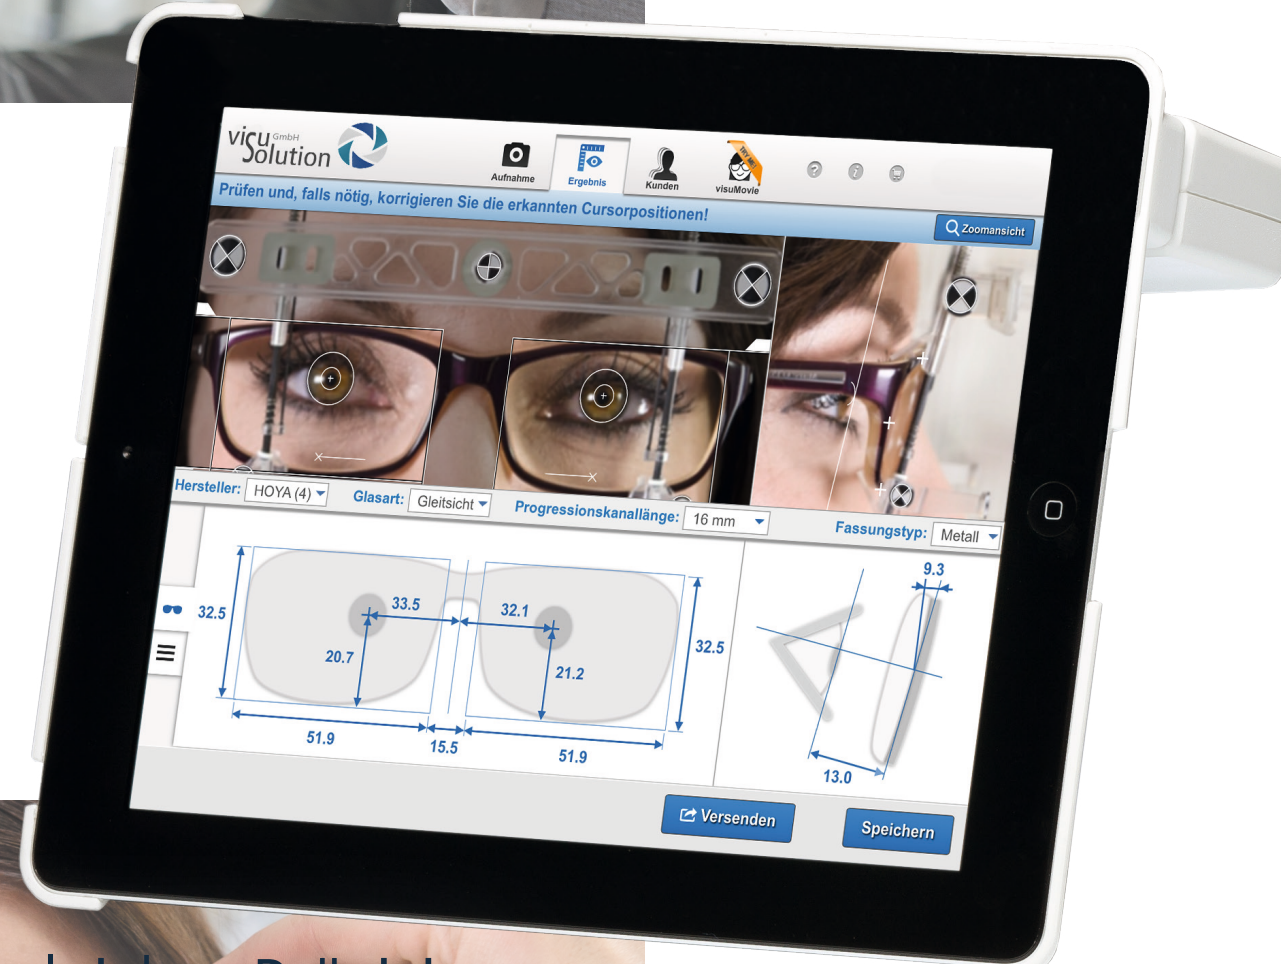 visu GmbH
Solution
Aufnahme
Ergebnis
Kunden
TRY ME!
visuMovie
?
i
Prüfen und, falls nötig, korrigieren Sie die erkannten Cursorpositionen!
Zoomansicht
Hersteller: HOYA (4)
Glasart: Gleitsicht
Progressionskanallänge: 16 mm
Fassungstyp: Metall
32.5
33.5
32.1
32.5
20.7
21.2
51.9
15.5
51.9
9.3
13.0
Versenden
Speichern